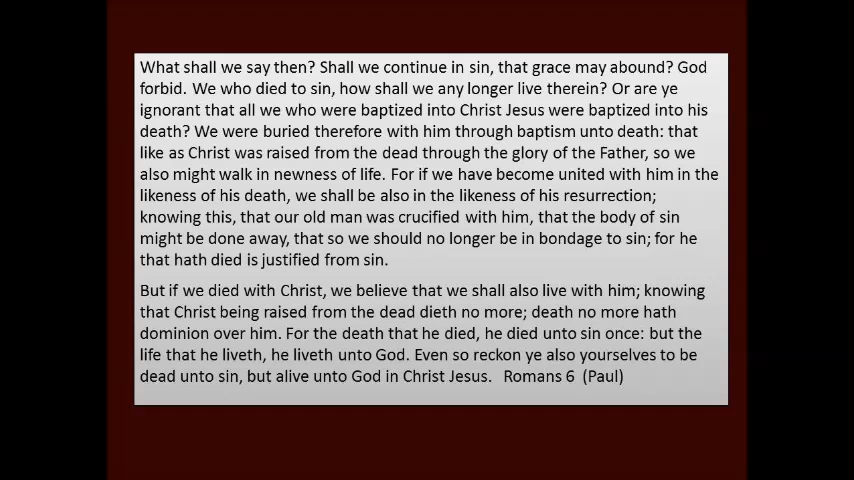 What shall we say then? Shall we continue in sin, that grace may abound? God
forbid. We who died to sin, how shall we any longer live therein? Or are ye
ignorant that all we who were baptized into Christ Jesus were baptized into his
death? We were buried therefore with him through baptism unto death: that
like as Christ was raised from the dead through the glory of the Father, so we
also might walk in newness of life. For if we have become united with him in the
likeness of his death, we shall be also in the likeness of his resurrection;
knowing this, that our old man was crucified with him, that the body of sin
might be done away, that so we should no longer be in bondage to sin; for he
that hath died is justified from sin.
But if we died with Christ, we believe that we shall also live with him; knowing
that Christ being raised from the dead dieth no more; death no more hath
dominion over him. For the death that he died, he died unto sin once: but the
life that he liveth, he liveth unto God. Even so reckon ye also yourselves to be
dead unto sin, but alive unto God in Christ Jesus. Romans 6 (Paul)